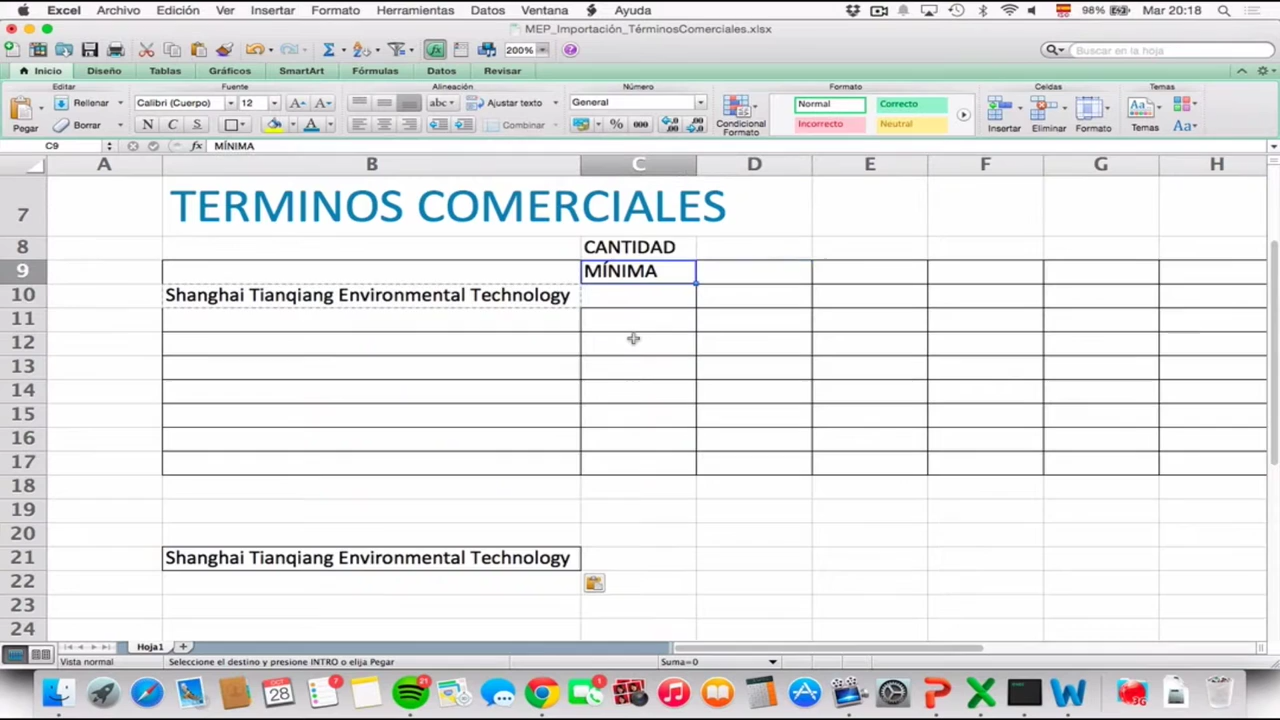 Excel Archivo Edición Ver Insertar Formato Herramientas Datos Ventana Ayuda 98% Mar 20:18
MEP_Importación_TérminosComerciales.xlsx
200% Buscar en la hoja
Inicio Diseño Tablas Gráficos SmartArt Fórmulas Datos Revisar
Editar Fuente Alineación Número Formato Celdas Temas
Pegar Rellenar Calibri (Cuerpo) 12 abc Ajustar texto General Condicional Formato Normal Correcto Insertar Eliminar Formato Temas Aa
Borrar N C S A Combinar % 000 Incorrecto Neutral Aa
C9 fx MÍNIMA
A B C D E F G H
7 TERMINOS COMERCIALES
8 CANTIDAD
9 MÍNIMA
10 Shanghai Tianqiang Environmental Technology
11
12
13
14
15
16
17
18
19
20
21 Shanghai Tianqiang Environmental Technology
22
23
24
Hoja1
Vista normal Seleccione el destino y presione INTRO o elija Pegar Suma=0